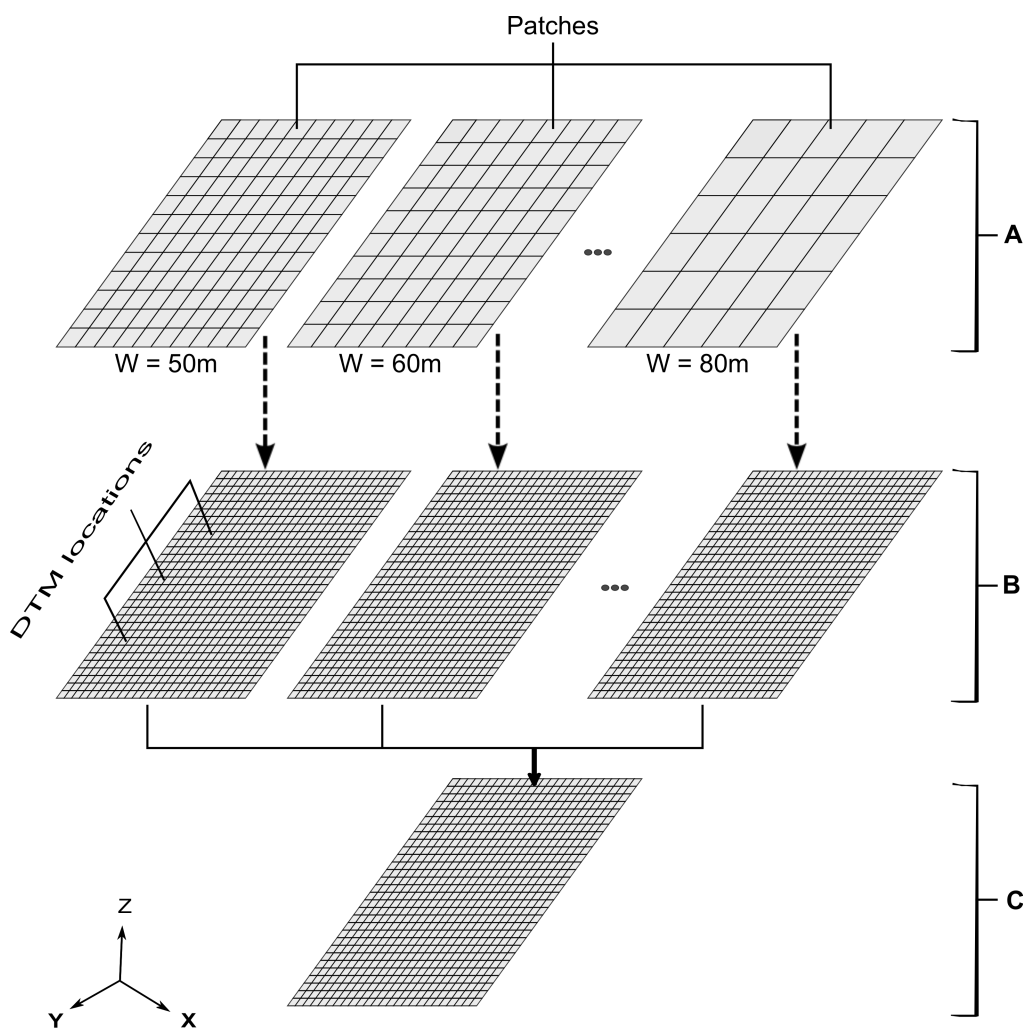 Patches
A
W = 50m
W = 60m
W = 80m
DTM locations
B
C
Z
Y
X